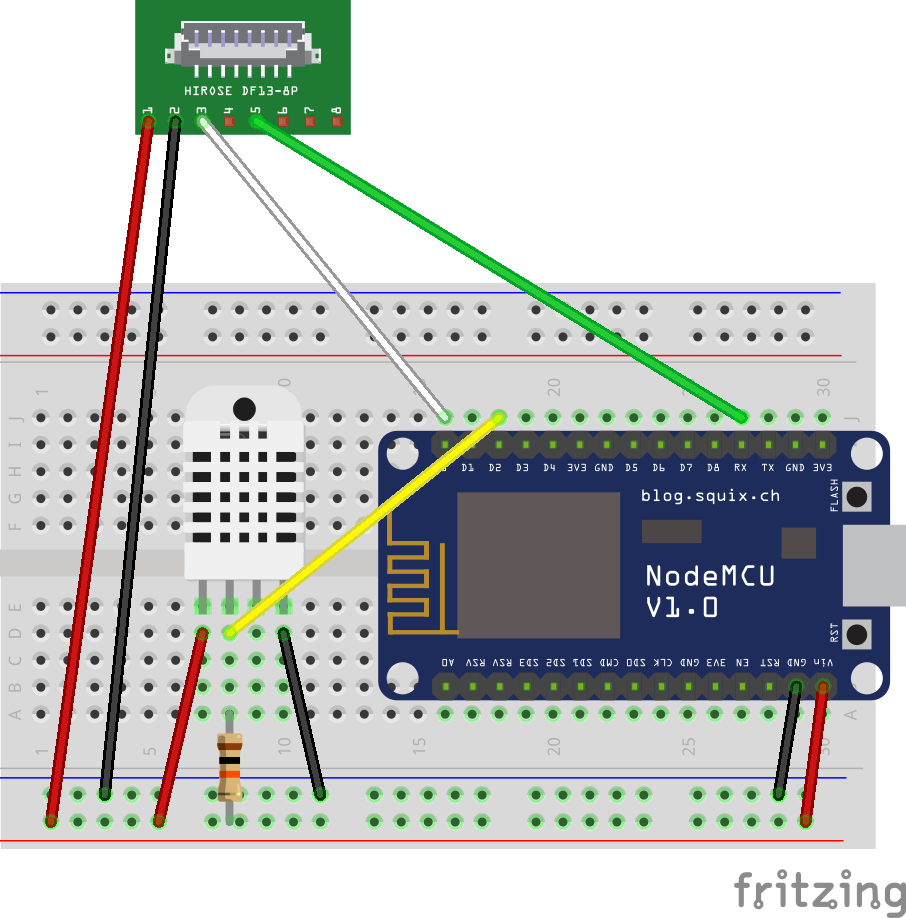 HIROSE DF13-8P
1 2 3 4 5 6 7 8
1 20 30
J J
I
D1 D2 D3 D4 3V3 GND D5 D6 D7 D8 RX TX GND 3V3
H
G
blog.squix.ch
FLASH
F
NodeMCU
V1.0
E
D
RST
C
A0 RSV RSV SD3 SD2 SD1 CMD SD0 CLK GND 3V3 EN RST GND Vin
B
A A
1 5 10 15 20 25 30
fritzing